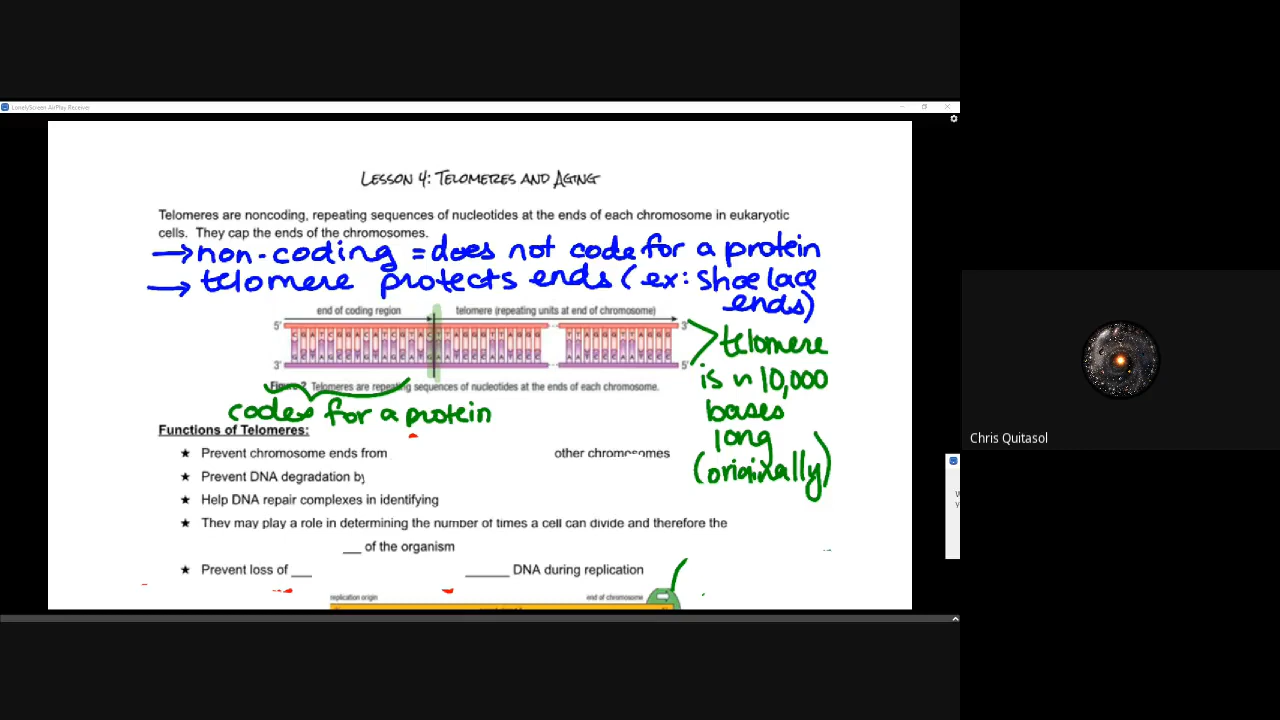 LonelyScreen AirPlay Receiver
LESSON 4: TELOMERES AND AGING
Telomeres are noncoding, repeating sequences of nucleotides at the ends of each chromosome in eukaryotic
cells. They cap the ends of the chromosomes.
→ non-coding = does not code for a protein
→ telomere protects ends (ex: shoelace
ends)
end of coding region telomere (repeating units at end of chromosome)
5' 3'
3' 5'
telomere
is ~ 10,000
bases
long
(originally)
Figure 2 Telomeres are repeating sequences of nucleotides at the ends of each chromosome.
codes for a protein
Functions of Telomeres:
★ Prevent chromosome ends from other chromosomes
★ Prevent DNA degradation by
★ Help DNA repair complexes in identifying
★ They may play a role in determining the number of times a cell can divide and therefore the
___ of the organism
★ Prevent loss of ___ ______ DNA during replication
replication origin end of chromosome
Chris Quitasol